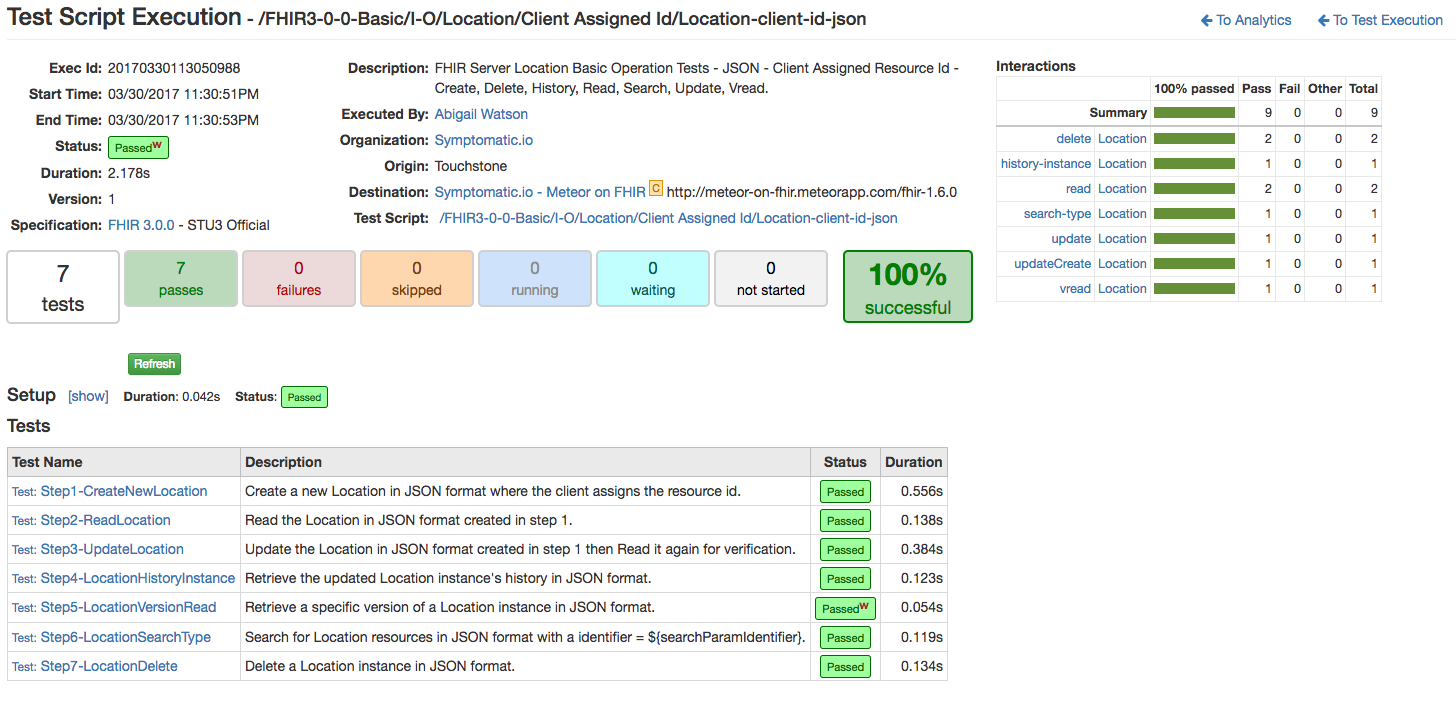 Test Script Execution - /FHIR3-0-0-Basic/I-O/Location/Client Assigned Id/Location-client-id-json
To Analytics To Test Execution
Exec Id: 20170330113050988
Start Time: 03/30/2017 11:30:51PM
End Time: 03/30/2017 11:30:53PM
Status: PassedW
Duration: 2.178s
Version: 1
Specification: FHIR 3.0.0 - STU3 Official
Description: FHIR Server Location Basic Operation Tests - JSON - Client Assigned Resource Id -
Create, Delete, History, Read, Search, Update, Vread.
Executed By: Abigail Watson
Organization: Symptomatic.io
Origin: Touchstone
Destination: Symptomatic.io - Meteor on FHIR C http://meteor-on-fhir.meteorapp.com/fhir-1.6.0
Test Script: /FHIR3-0-0-Basic/I-O/Location/Client Assigned Id/Location-client-id-json
Interactions
100% passed Pass Fail Other Total
Summary 9 0 0 9
delete Location 2 0 0 2
history-instance Location 1 0 0 1
read Location 2 0 0 2
search-type Location 1 0 0 1
update Location 1 0 0 1
updateCreate Location 1 0 0 1
vread Location 1 0 0 1
7 tests
7 passes
0 failures
0 skipped
0 running
0 waiting
0 not started
100% successful
Refresh
Setup [show] Duration: 0.042s Status: Passed
Tests
Test Name Description Status Duration
Test: Step1-CreateNewLocation Create a new Location in JSON format where the client assigns the resource id. Passed 0.556s
Test: Step2-ReadLocation Read the Location in JSON format created in step 1. Passed 0.138s
Test: Step3-UpdateLocation Update the Location in JSON format created in step 1 then Read it again for verification. Passed 0.384s
Test: Step4-LocationHistoryInstance Retrieve the updated Location instance's history in JSON format. Passed 0.123s
Test: Step5-LocationVersionRead Retrieve a specific version of a Location instance in JSON format. PassedW 0.054s
Test: Step6-LocationSearchType Search for Location resources in JSON format with a identifier = ${searchParamIdentifier}. Passed 0.119s
Test: Step7-LocationDelete Delete a Location instance in JSON format. Passed 0.134s